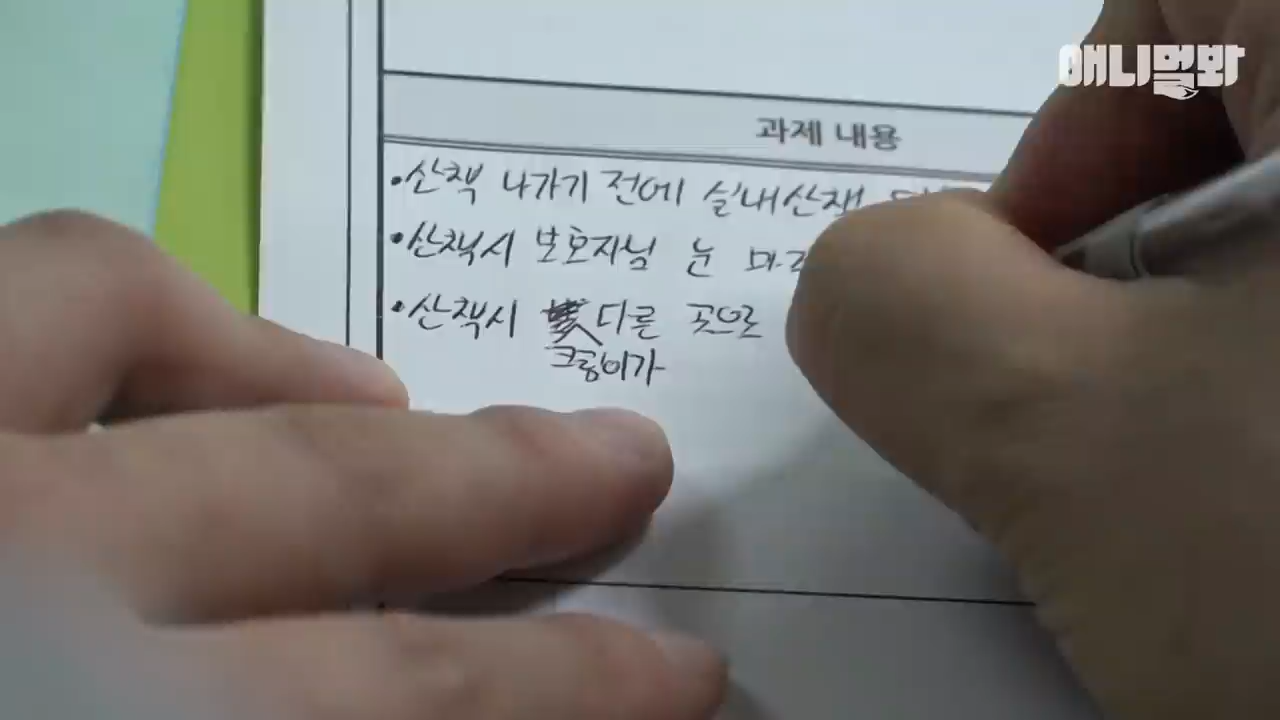 애니멀봐
과제 내용
•산책 나가기 전에 실내산책
•산책시 보호자님 눈
•산책시 다른 곳으로
크림이가